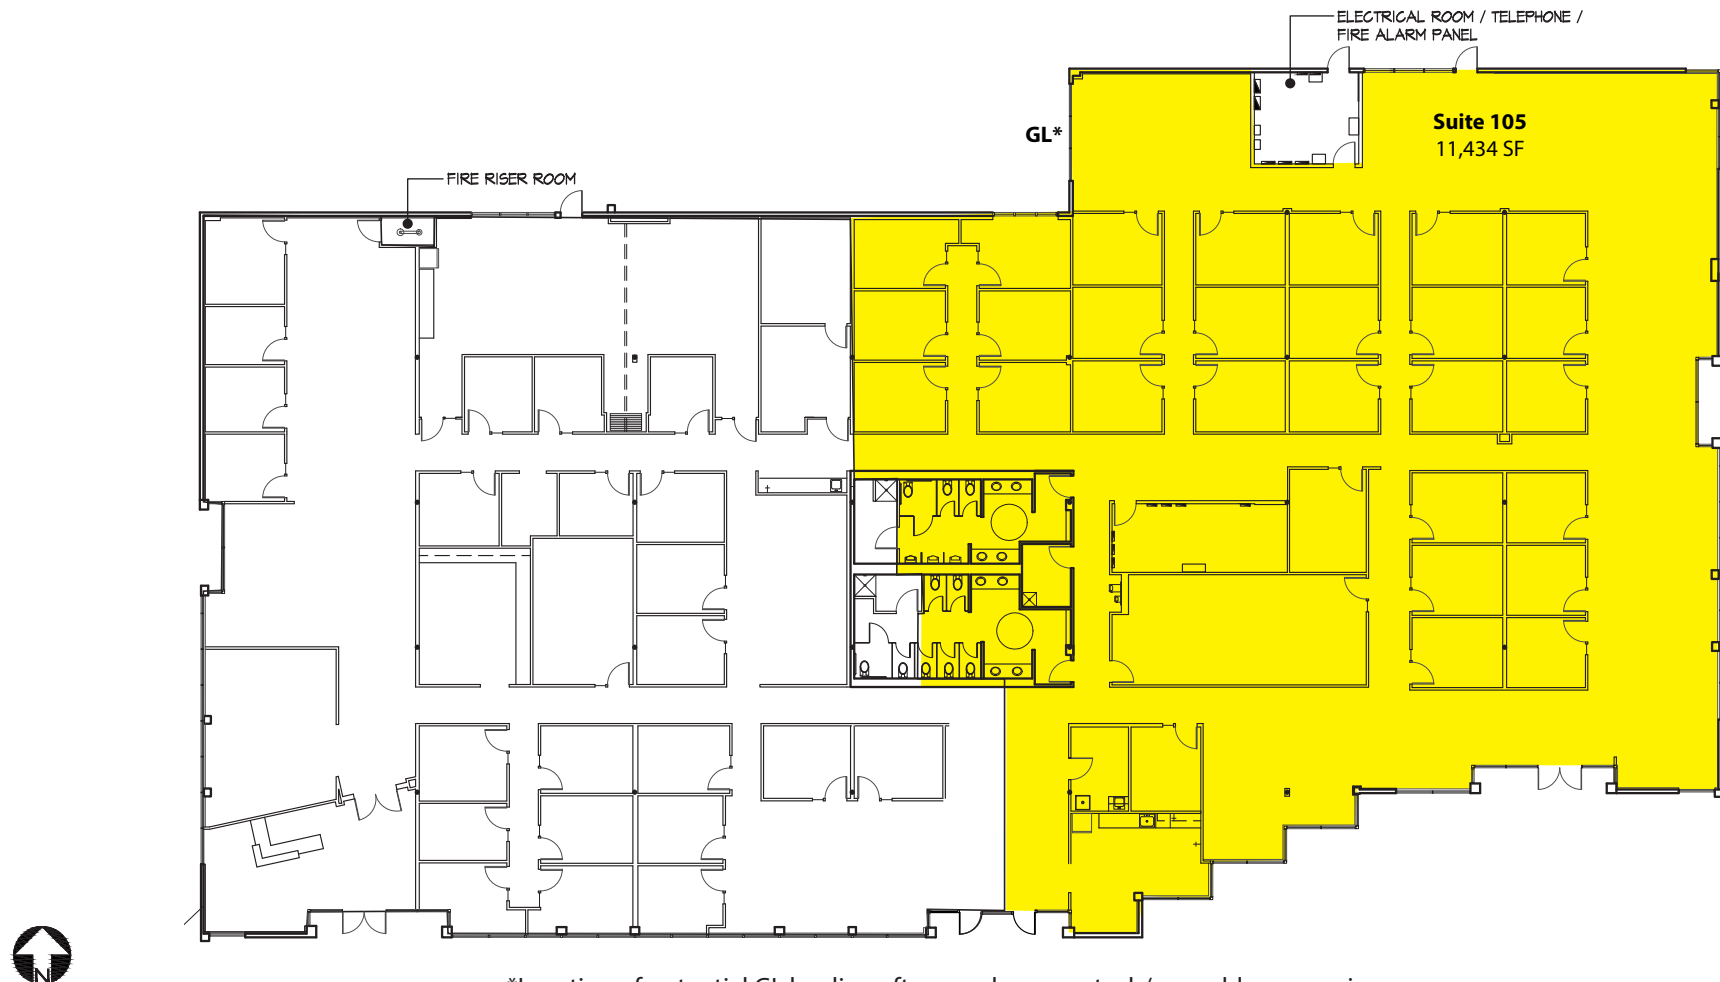 ELECTRICAL ROOM / TELEPHONE /
FIRE ALARM PANEL
Suite 105
11,434 SF
GL*
FIRE RISER ROOM
N